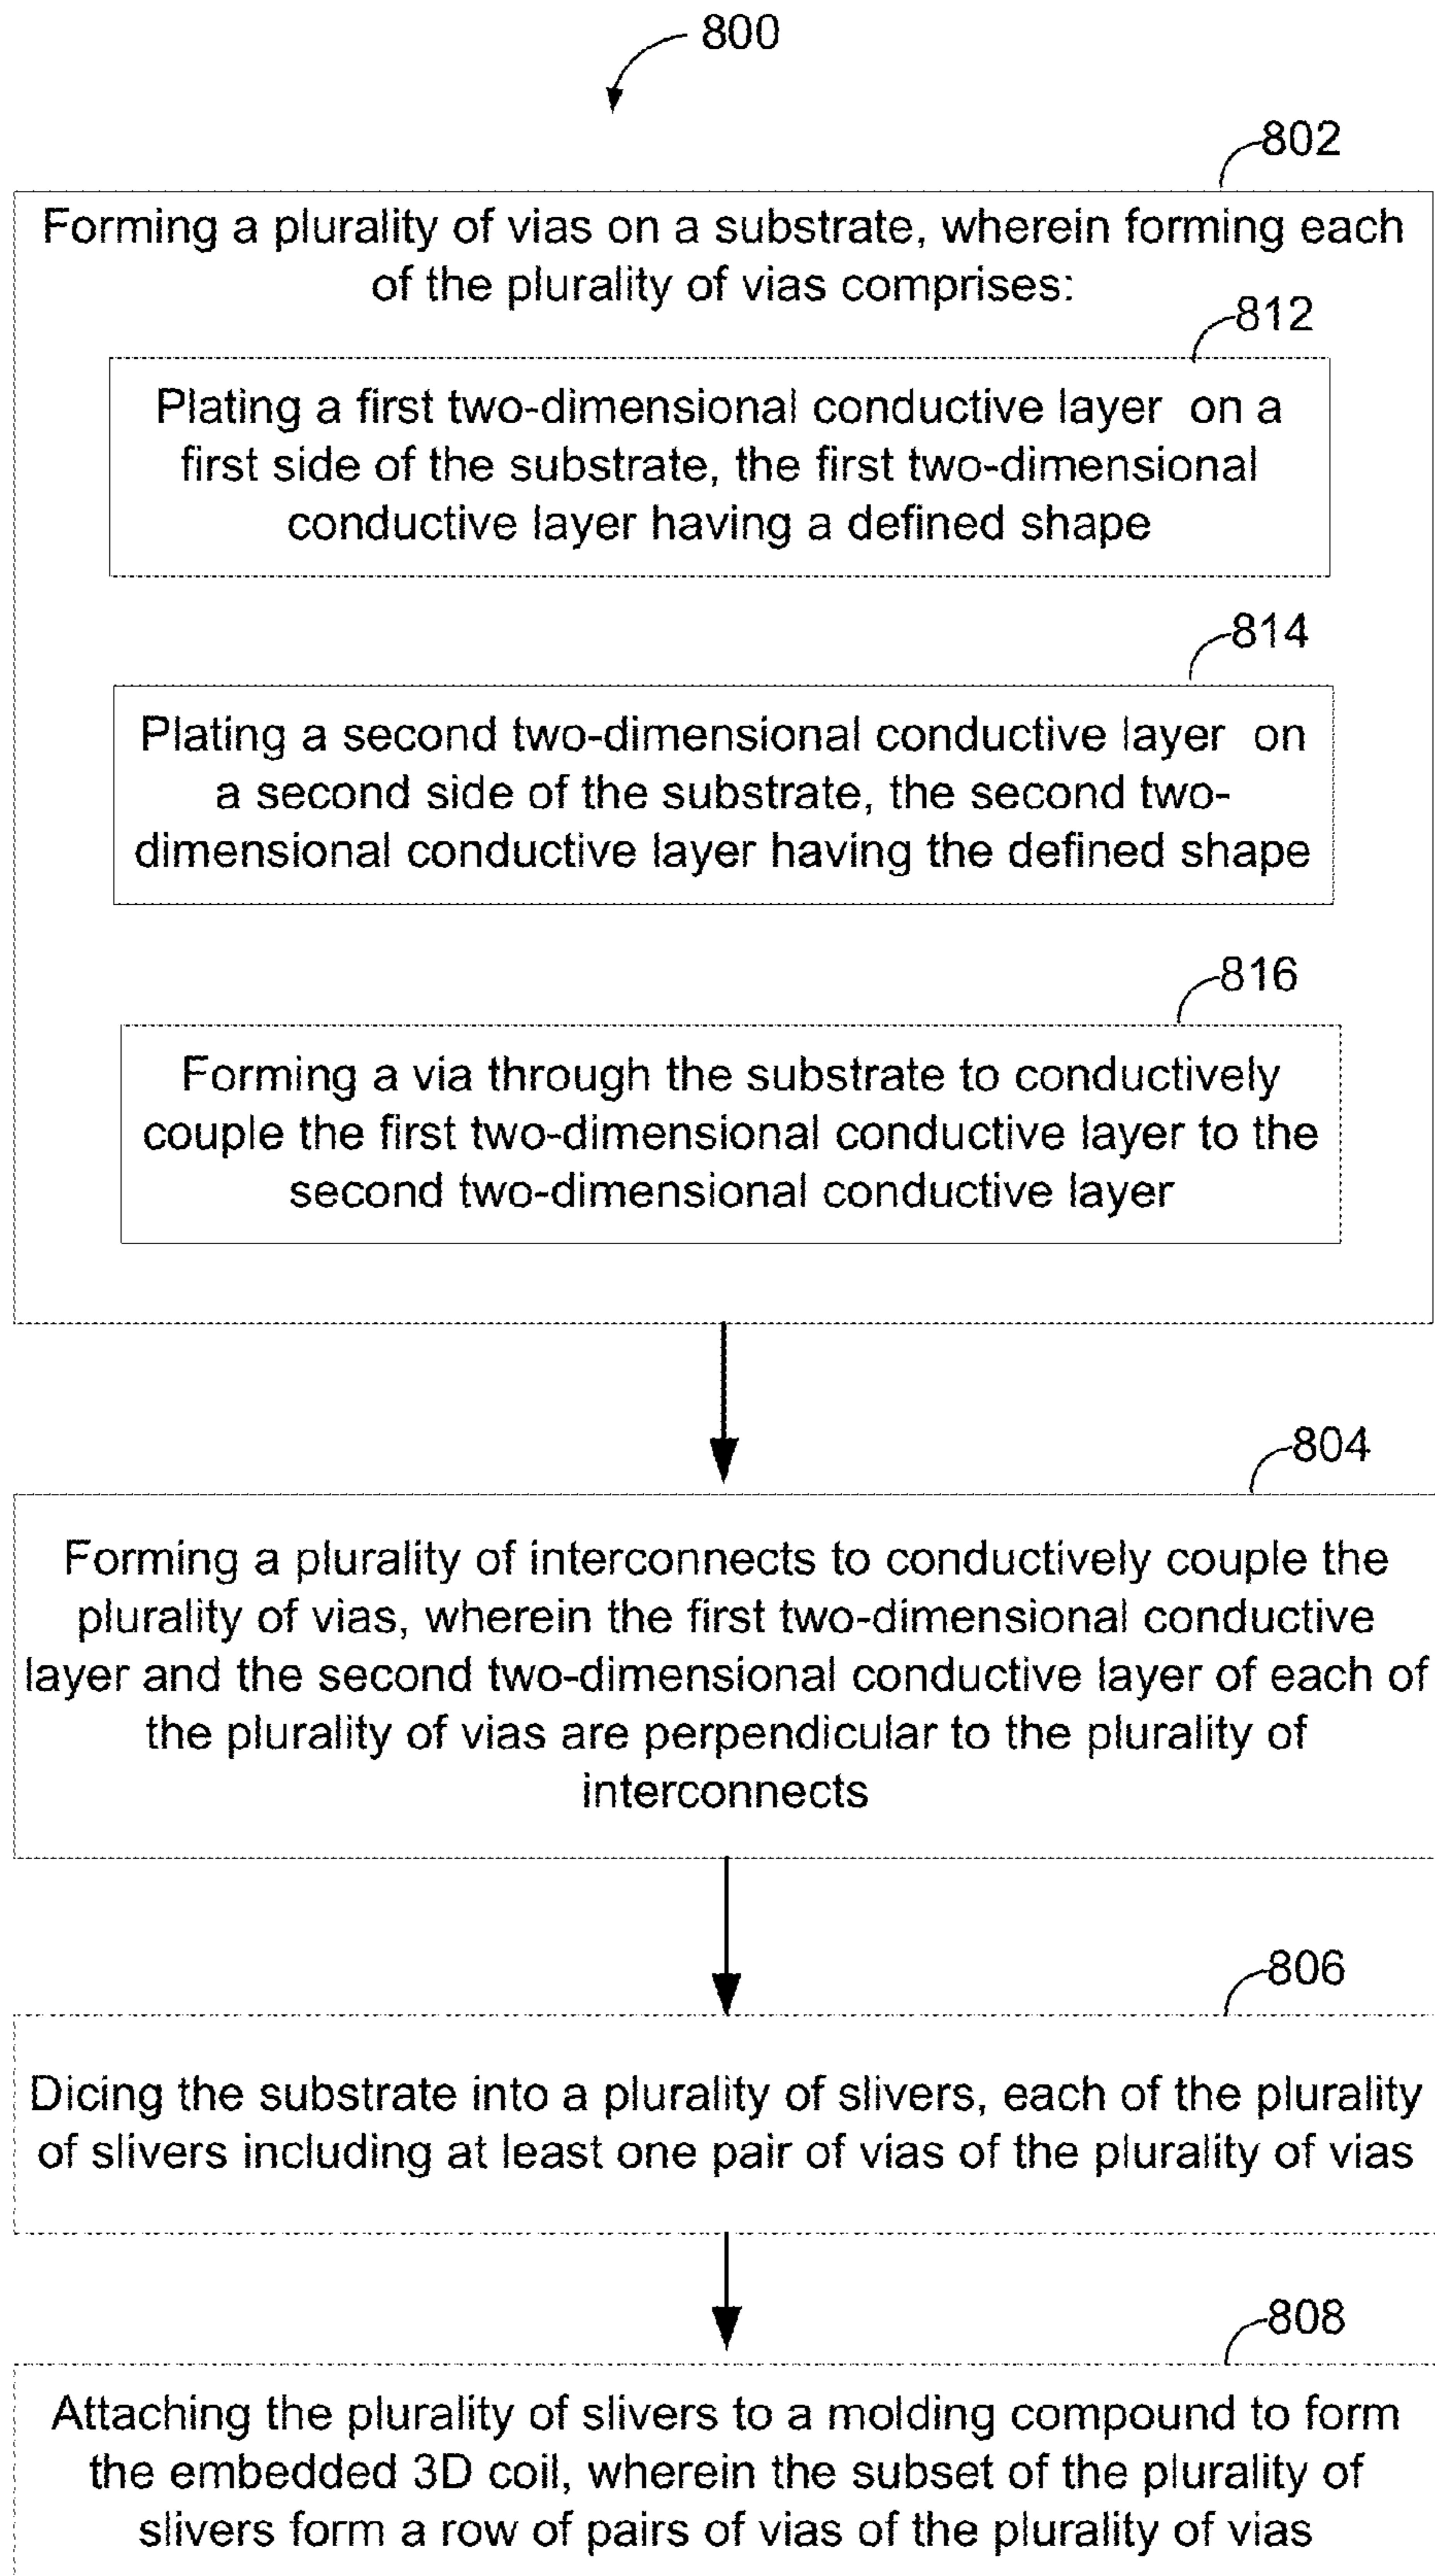 800
802
Forming a plurality of vias on a substrate, wherein forming each
of the plurality of vias comprises:
812
Plating a first two-dimensional conductive layer on a
first side of the substrate, the first two-dimensional
conductive layer having a defined shape
814
Plating a second two-dimensional conductive layer on
a second side of the substrate, the second two-
dimensional conductive layer having the defined shape
816
Forming a via through the substrate to conductively
couple the first two-dimensional conductive layer to the
second two-dimensional conductive layer
804
Forming a plurality of interconnects to conductively couple the
plurality of vias, wherein the first two-dimensional conductive
layer and the second two-dimensional conductive layer of each of
the plurality of vias are perpendicular to the plurality of
interconnects
806
Dicing the substrate into a plurality of slivers, each of the plurality
of slivers including at least one pair of vias of the plurality of vias
808
Attaching the plurality of slivers to a molding compound to form
the embedded 3D coil, wherein the subset of the plurality of
slivers form a row of pairs of vias of the plurality of vias